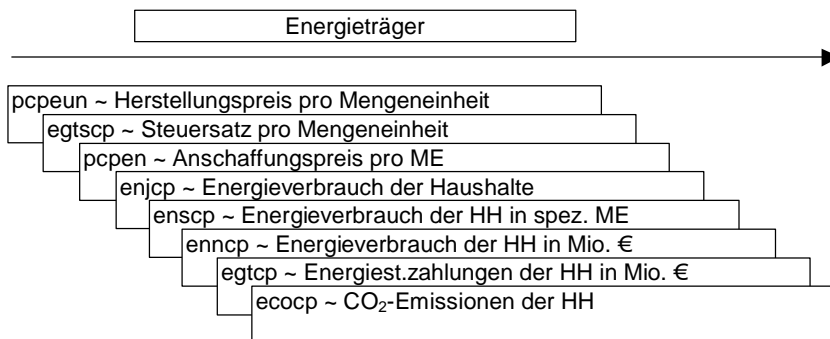 Energieträger
pcpeun ~ Herstellungspreis pro Mengeneinheit
egtscp ~ Steuersatz pro Mengeneinheit
pcpen ~ Anschaffungspreis pro ME
enjcp ~ Energieverbrauch der Haushalte
enscp ~ Energieverbrauch der HH in spez. ME
enncp ~ Energieverbrauch der HH in Mio. €
egtcp ~ Energiest.zahlungen der HH in Mio. €
ecocp ~ CO₂-Emissionen der HH